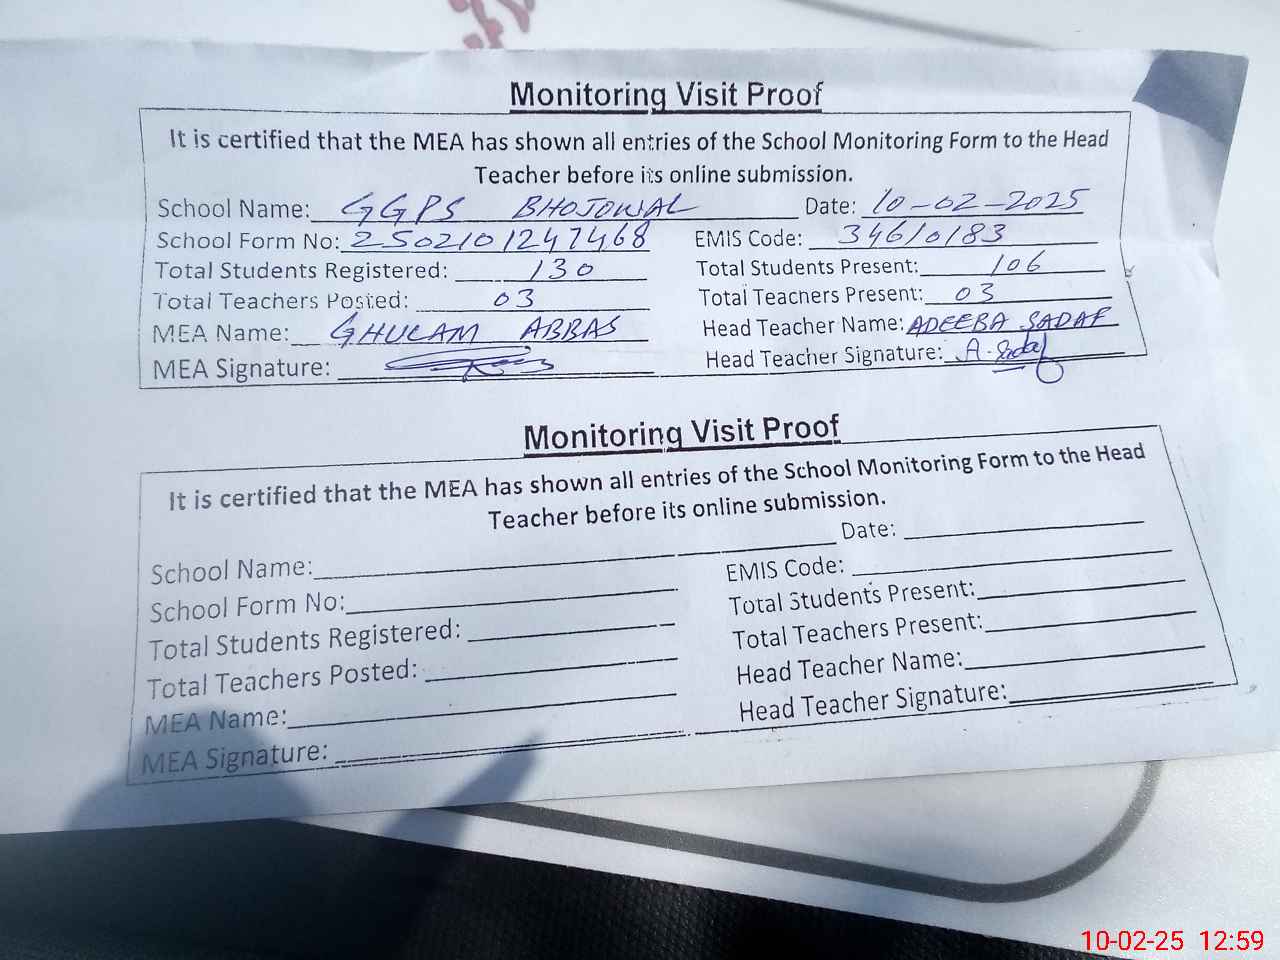 Monitoring Visit Proof
It is certified that the MEA has shown all entries of the School Monitoring Form to the Head
Teacher before its online submission.
School Name: GGPS BHOJOWAL Date: 10-02-2025
School Form No: 2502101247468 EMIS Code: 34610183
Total Students Registered: 130 Total Students Present: 106
Total Teachers Posted: 03 Total Teachers Present: 03
MEA Name: GHULAM ABBAS Head Teacher Name: ADEEBA SADAF
MEA Signature: Head Teacher Signature: A. Sadaf
Monitoring Visit Proof
It is certified that the MEA has shown all entries of the School Monitoring Form to the Head
Teacher before its online submission.
School Name: Date:
School Form No: EMIS Code:
Total Students Registered: Total Students Present:
Total Teachers Posted: Total Teachers Present:
MEA Name: Head Teacher Name:
MEA Signature: Head Teacher Signature:
10-02-25 12:59